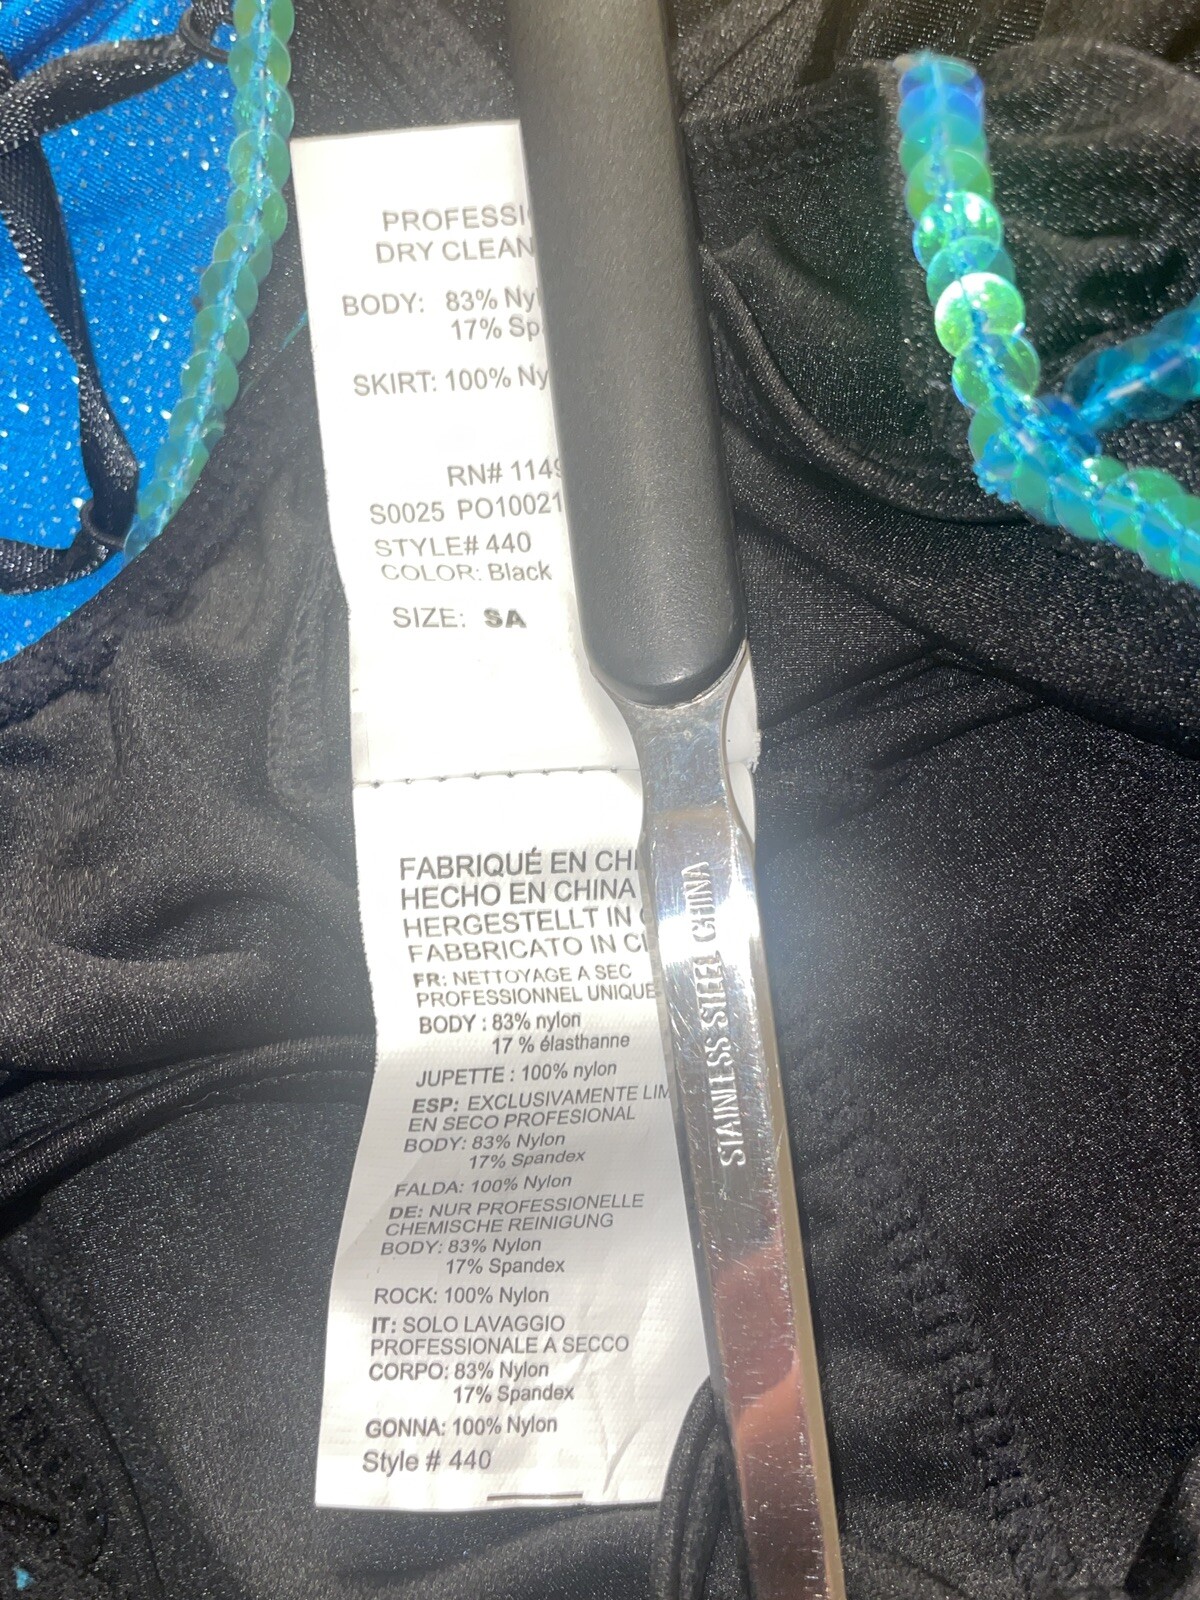 PROFESSI
DRY CLEAN
BODY: 83% Nyl
17% Sp
SKIRT: 100% Ny
RN# 1149
S0025 PO10021
STYLE# 440
COLOR: Black
SIZE: SA
FABRIQUÉ EN CHI
HECHO EN CHINA
HERGESTELLT IN C
FABBRICATO IN CI
FR: NETTOYAGE A SEC
PROFESSIONNEL UNIQUE
BODY : 83% nylon
17 % élasthanne
JUPETTE : 100% nylon
ESP: EXCLUSIVAMENTE LIM
EN SECO PROFESIONAL
BODY: 83% Nylon
17% Spandex
FALDA: 100% Nylon
DE: NUR PROFESSIONELLE
CHEMISCHE REINIGUNG
BODY: 83% Nylon
17% Spandex
ROCK: 100% Nylon
IT: SOLO LAVAGGIO
PROFESSIONALE A SECCO
CORPO: 83% Nylon
17% Spandex
GONNA: 100% Nylon
Style # 440
STAINLESS STEEL CHINA